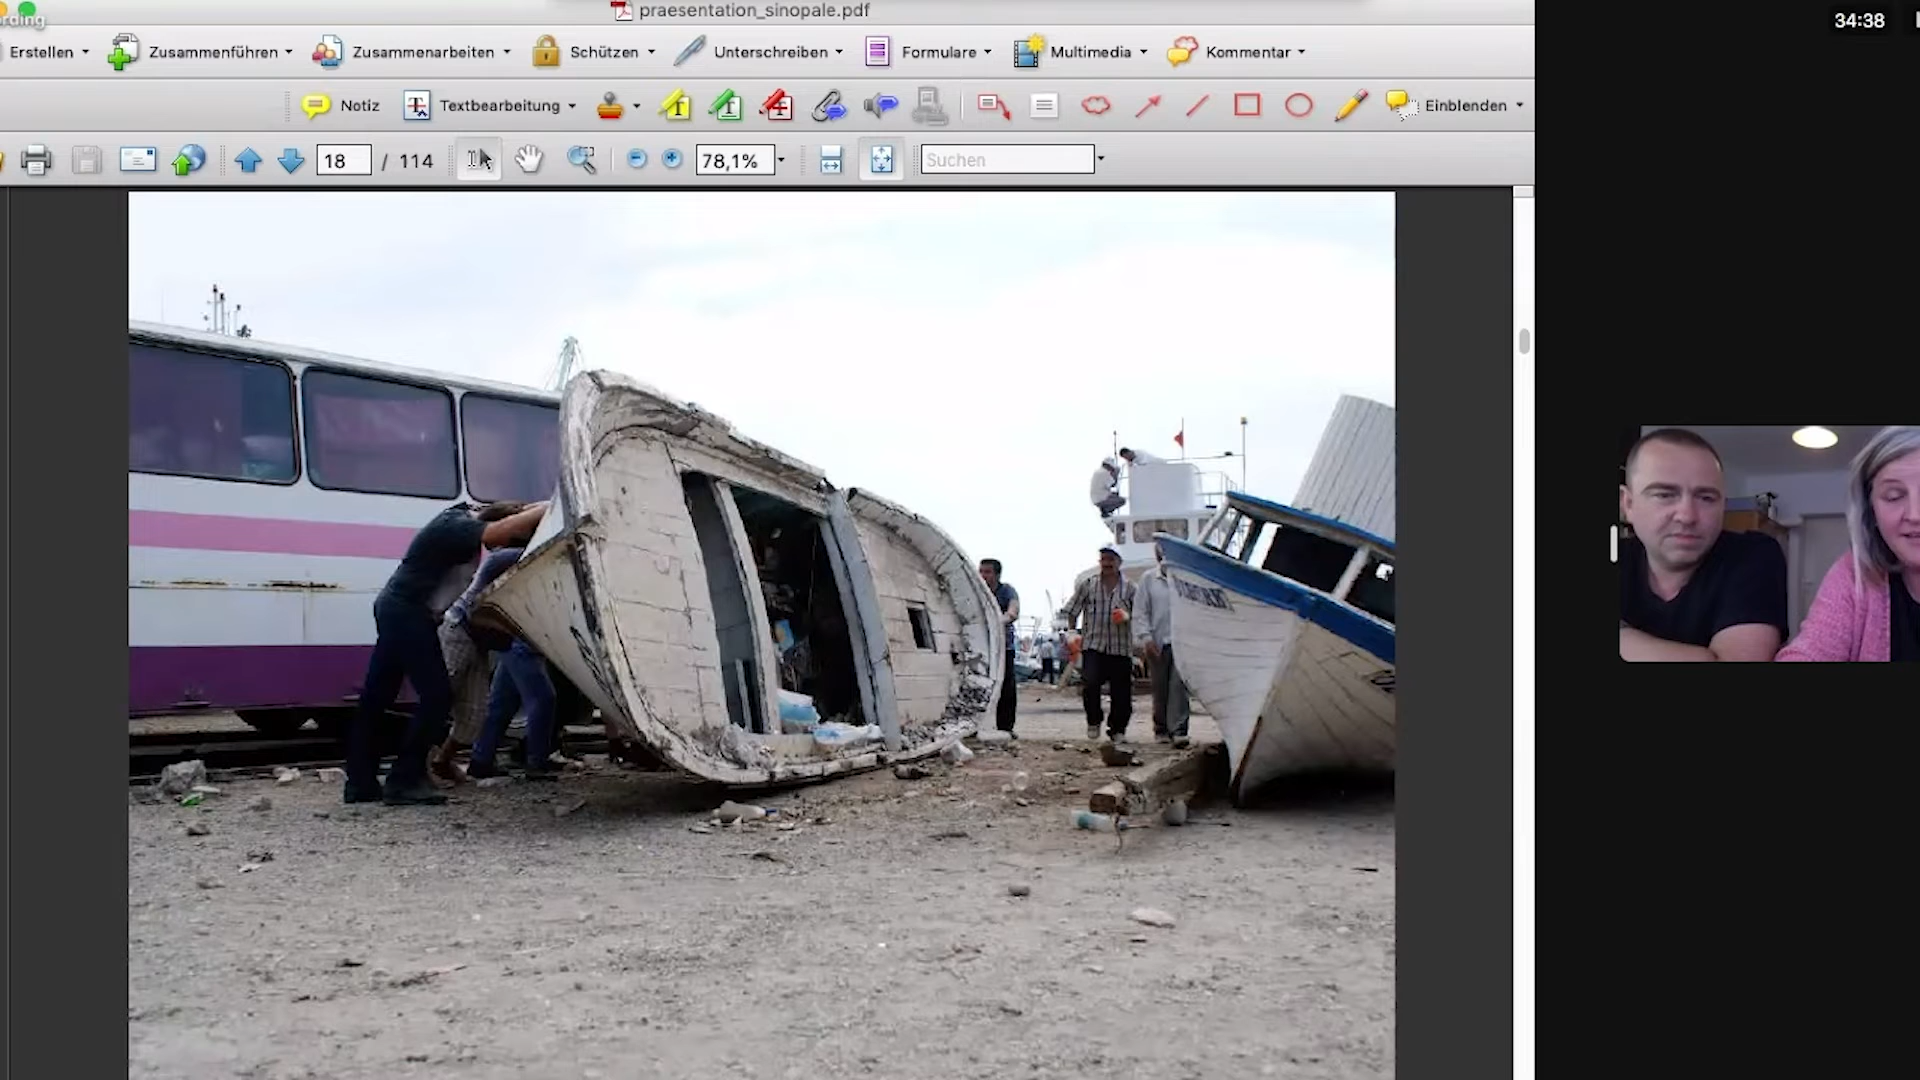 praesentation_sinopale.pdf
34:38
Erstellen Zusammenführen Zusammenarbeiten Schützen Unterschreiben Formulare Multimedia Kommentar
Notiz Textbearbeitung Einblenden
18 / 114 78,1% Suchen